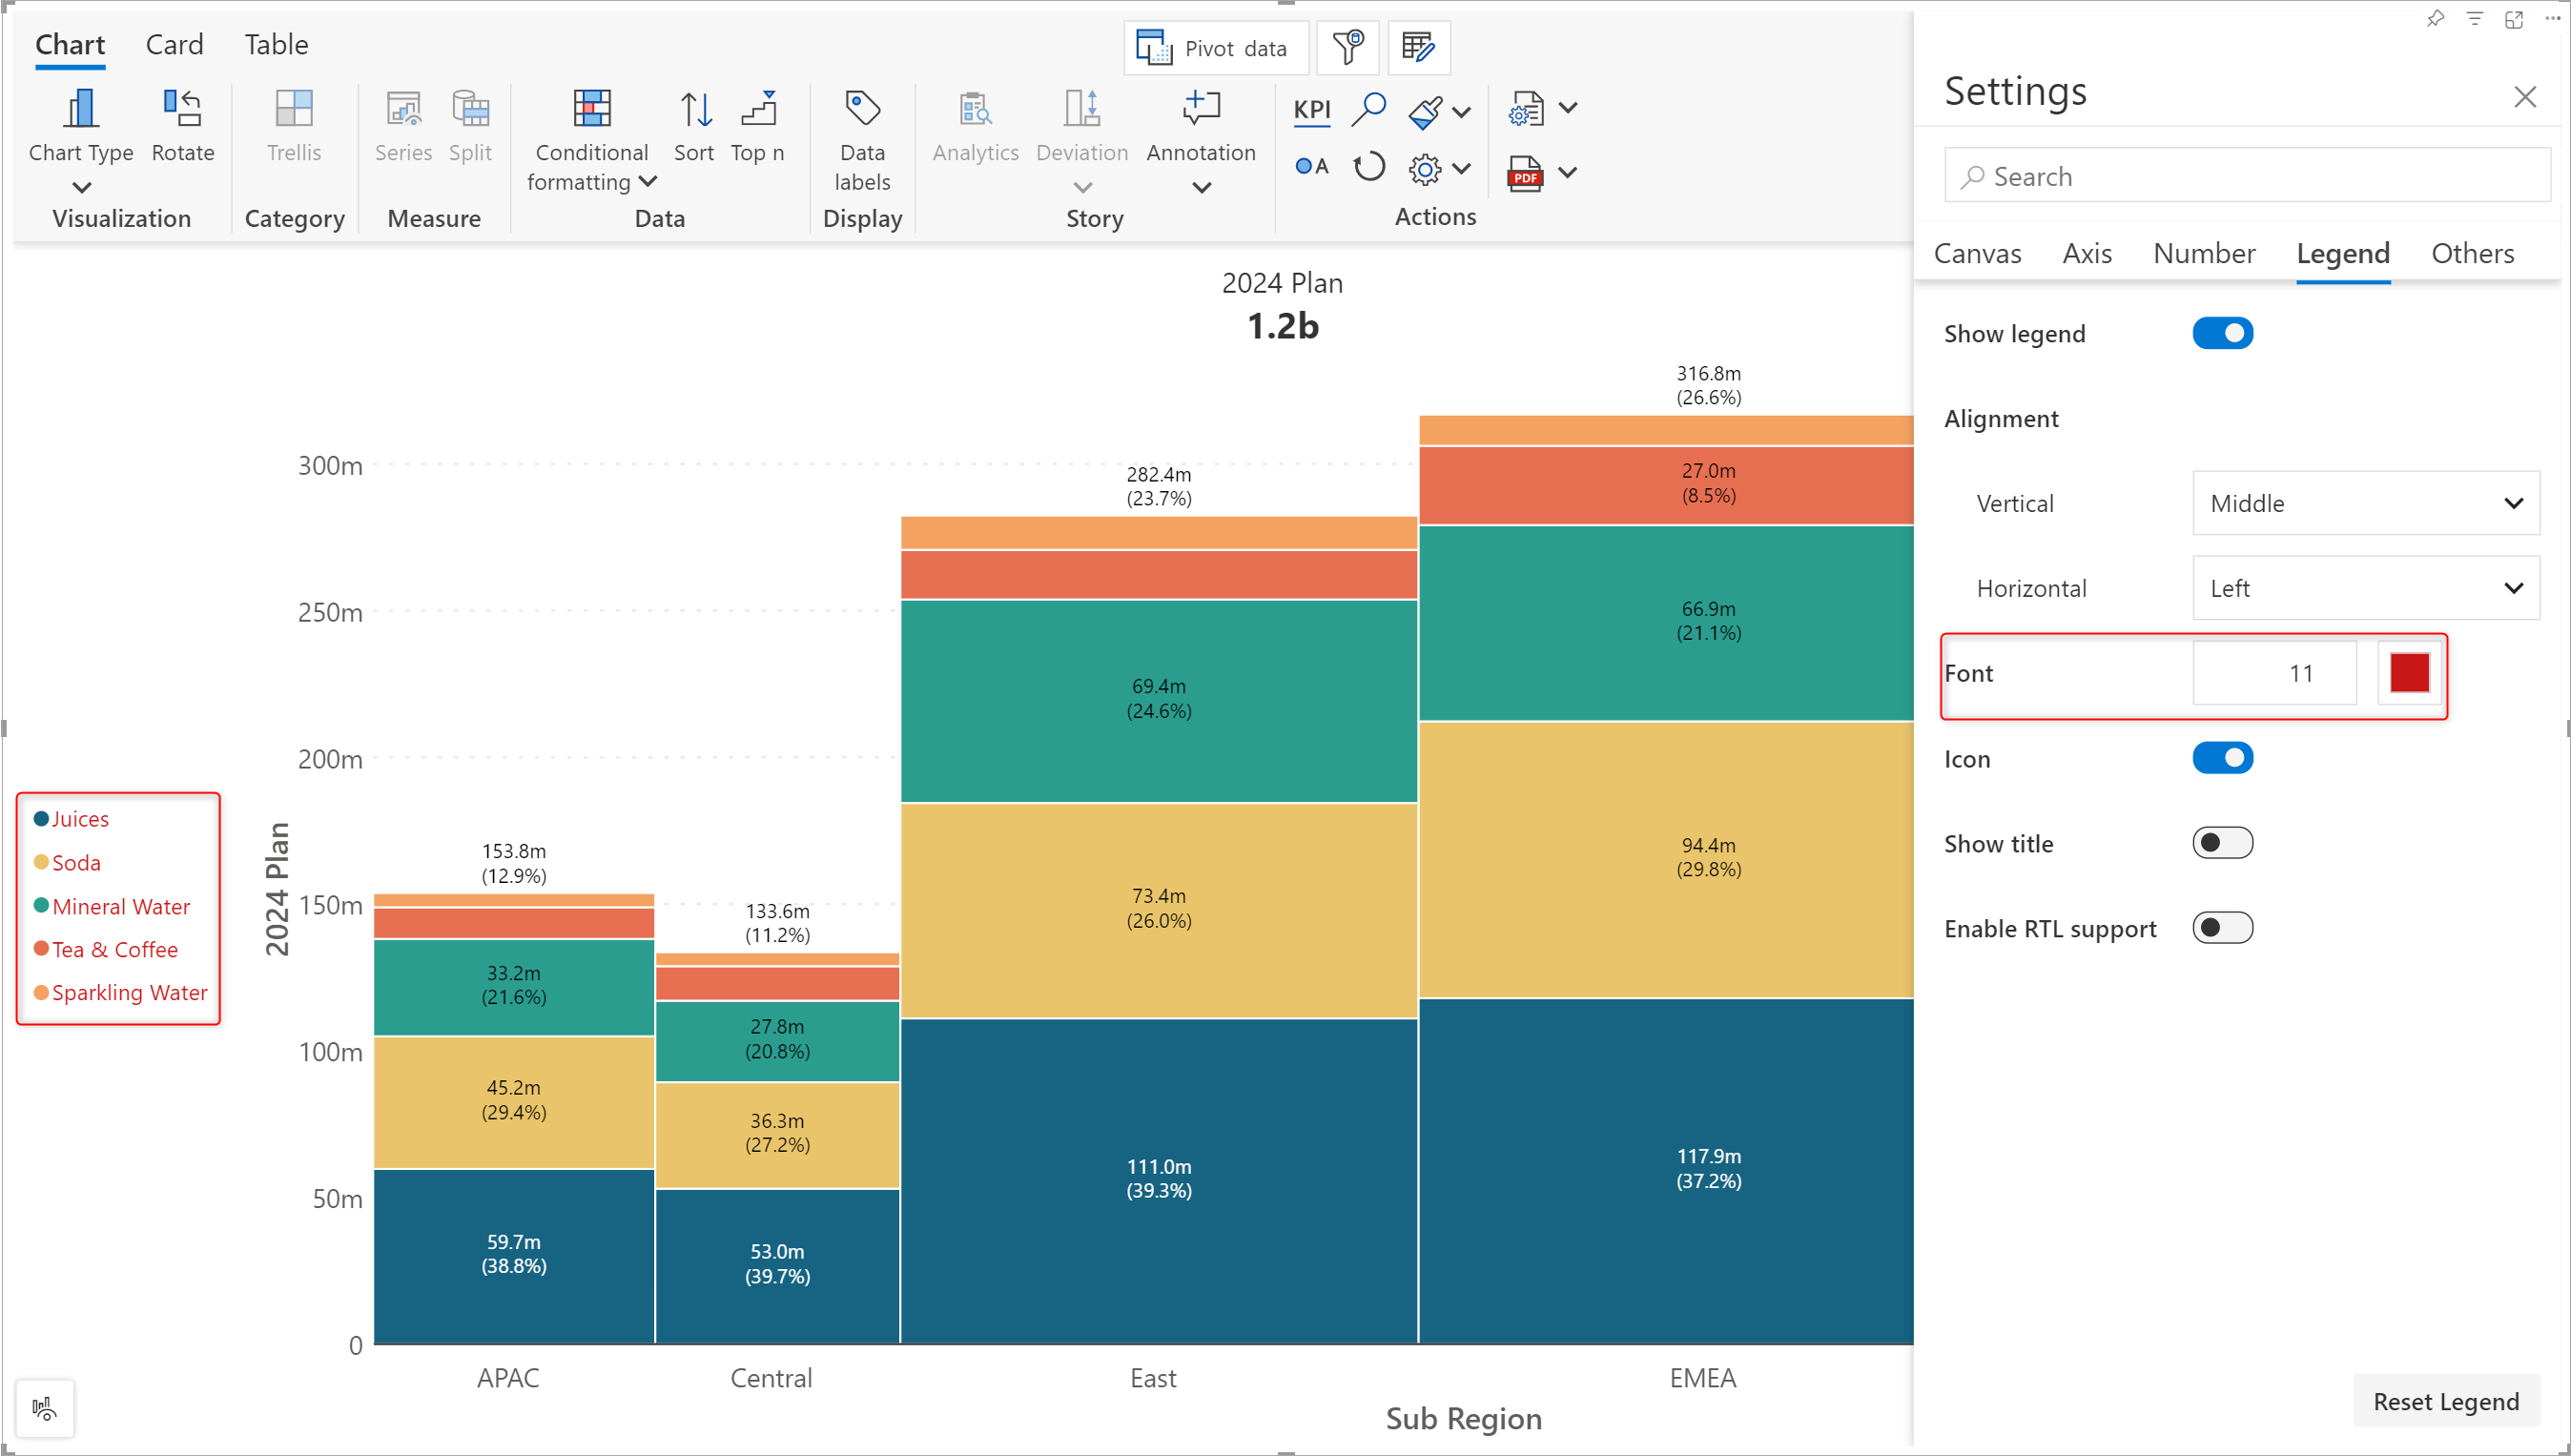 Chart Card Table
Pivot data
Chart Type Rotate
Visualization
Trellis
Category
Series Split
Measure
Conditional formatting Sort Top n
Data
Data labels
Display
Analytics Deviation Annotation
Story
KPI
A
PDF
Actions
2024 Plan
1.2b
300m
250m
200m
150m
100m
50m
0
2024 Plan
Juices
Soda
Mineral Water
Tea & Coffee
Sparkling Water
153.8m
(12.9%)
33.2m
(21.6%)
45.2m
(29.4%)
59.7m
(38.8%)
133.6m
(11.2%)
27.8m
(20.8%)
36.3m
(27.2%)
53.0m
(39.7%)
282.4m
(23.7%)
69.4m
(24.6%)
73.4m
(26.0%)
111.0m
(39.3%)
316.8m
(26.6%)
27.0m
(8.5%)
66.9m
(21.1%)
94.4m
(29.8%)
117.9m
(37.2%)
APAC Central East EMEA
Sub Region
Settings
Search
Canvas Axis Number Legend Others
Show legend
Alignment
Vertical Middle
Horizontal Left
Font 11
Icon
Show title
Enable RTL support
Reset Legend